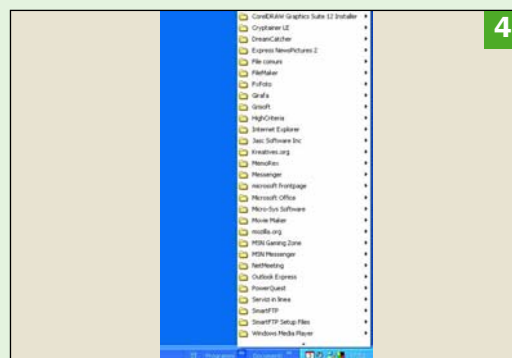 4
CorelDRAW Graphics Suite 12 Installer
Cryptainer LE
DreamCatcher
Express NewsPictures 2
File comuni
FileMaker
FxFoto
Girafa
Grisoft
HighCriteria
Internet Explorer
Jasc Software Inc
Kreatives.org
MemoRex
Messenger
microsoft frontpage
Microsoft Office
Micro-Sys Software
Movie Maker
mozilla.org
MSN Gaming Zone
MSN Messenger
NetMeeting
Outlook Express
PowerQuest
Servizi in linea
SmartFTP
SmartFTP Setup Files
Windows Media Player
Programmi